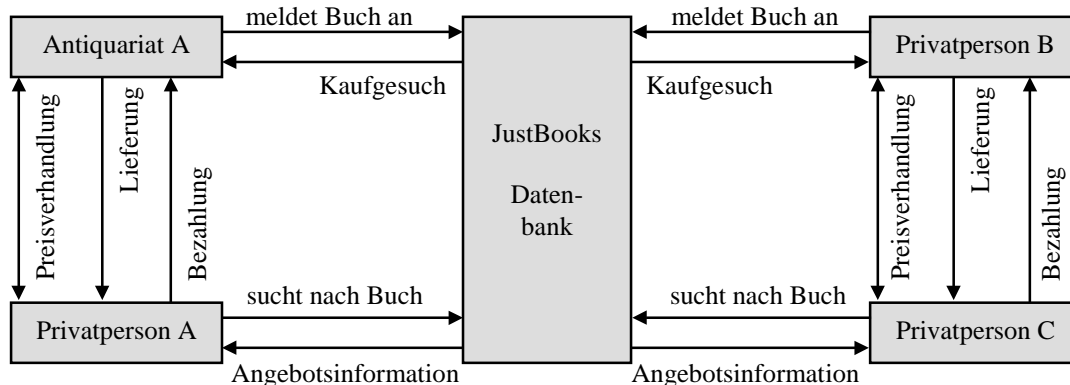 meldet Buch an
meldet Buch an
Antiquariat A
Privatperson B
Kaufgesuch
Kaufgesuch
Preisverhandlung
Lieferung
Bezahlung
JustBooks
Daten-
bank
Preisverhandlung
Lieferung
Bezahlung
sucht nach Buch
sucht nach Buch
Privatperson A
Privatperson C
Angebotsinformation
Angebotsinformation